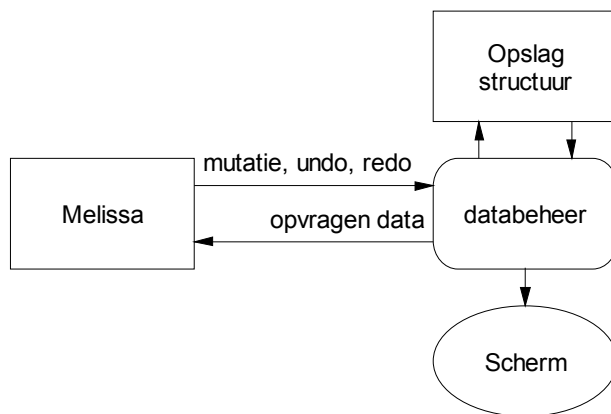 Opslag
structuur
mutatie, undo, redo
Melissa
databeheer
opvragen data
Scherm